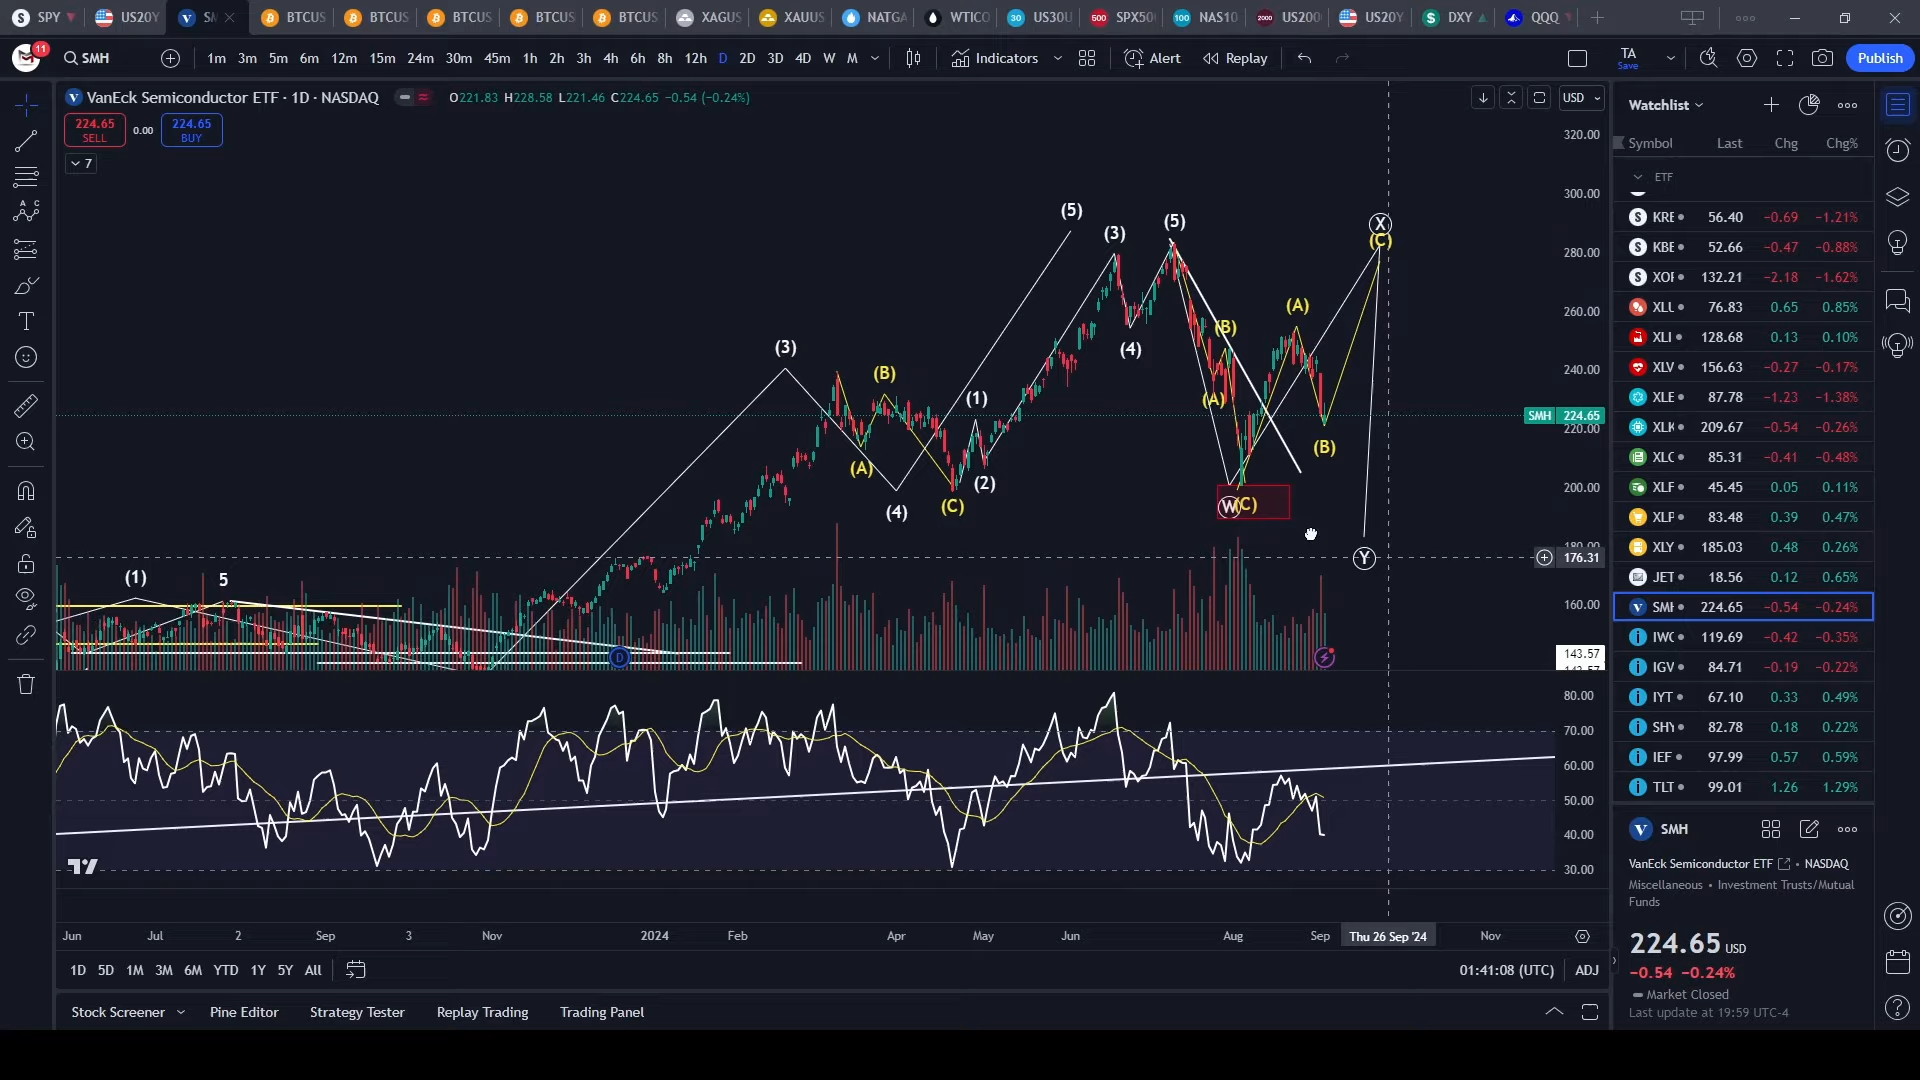 SPY US20Y SM BTCUS BTCUS BTCUS BTCUS BTCUS XAGUS XAUUS NATGA WTICO 30 US30U 500 SPX50 100 NAS10 2000 US200 US20Y DXY QQQ
11 SMH 1m 3m 5m 6m 12m 15m 24m 30m 45m 1h 2h 3h 4h 6h 8h 12h D 2D 3D 4D W M Indicators Alert Replay TA Save Publish
VanEck Semiconductor ETF · 1D · NASDAQ O221.83 H228.58 L221.46 C224.65 −0.54 (−0.24%) USD
224.65 SELL 0.00 224.65 BUY
7
320.00
300.00
280.00
260.00
240.00
SMH 224.65
220.00
200.00
176.31
160.00
143.57
(1) 5 (3) (4) (5)
(A) (B) (C)
(1) (2) (3) (4) (5)
(A) (B) W (C)
(A) (B) (C) X Y
D
80.00
70.00
60.00
50.00
40.00
30.00
Jun Jul 2 Sep 3 Nov 2024 Feb Apr May Jun Aug Sep Thu 26 Sep '24 Nov
1D 5D 1M 3M 6M YTD 1Y 5Y All 01:41:08 (UTC) ADJ
Stock Screener Pine Editor Strategy Tester Replay Trading Trading Panel
Watchlist
Symbol Last Chg Chg%
ETF
KRE 56.40 −0.69 −1.21%
KBE 52.66 −0.47 −0.88%
XOP 132.21 −2.18 −1.62%
XLU 76.83 0.65 0.85%
XLI 128.68 0.13 0.10%
XLV 156.63 −0.27 −0.17%
XLE 87.78 −1.23 −1.38%
XLK 209.67 −0.54 −0.26%
XLC 85.31 −0.41 −0.48%
XLF 45.45 0.05 0.11%
XLP 83.48 0.39 0.47%
XLY 185.03 0.48 0.26%
JET 18.56 0.12 0.65%
SMH 224.65 −0.54 −0.24%
IWC 119.69 −0.42 −0.35%
IGV 84.71 −0.19 −0.22%
IYT 67.10 0.33 0.49%
SHY 82.78 0.18 0.22%
IEF 97.99 0.57 0.59%
TLT 99.01 1.26 1.29%
SMH
VanEck Semiconductor ETF • NASDAQ
Miscellaneous • Investment Trusts/Mutual
Funds
224.65 USD
−0.54 −0.24%
Market Closed
Last update at 19:59 UTC-4